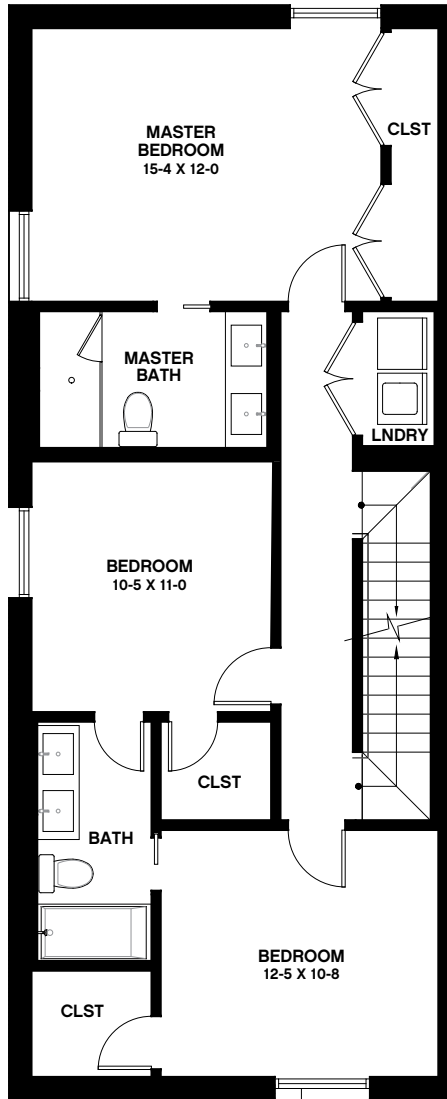 MASTER
BEDROOM
15-4 X 12-0
CLST
MASTER
BATH
LNDRY
BEDROOM
10-5 X 11-0
CLST
BATH
BEDROOM
12-5 X 10-8
CLST